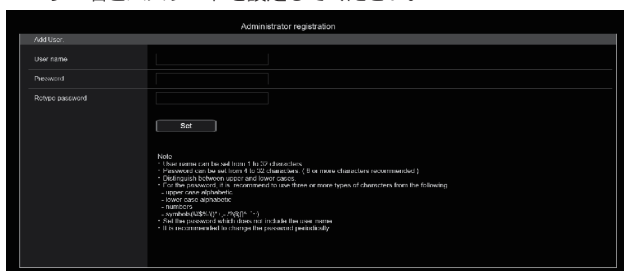 Administrator registration
Add User.
User name
Password
Retype password
Set
Note
・User name can be set from 1 to 32 characters
・Password can be set from 4 to 32 characters. ( 8 or more characters recommended )
・Distinguish between upper and lower cases.
・For the password, it is recommend to use three or more types of characters from the following
- upper case alphabetic
- lower case alphabetic
- numbers
- symbols
・Set the password which does not include the user name
・It is recommended to change the password periodically